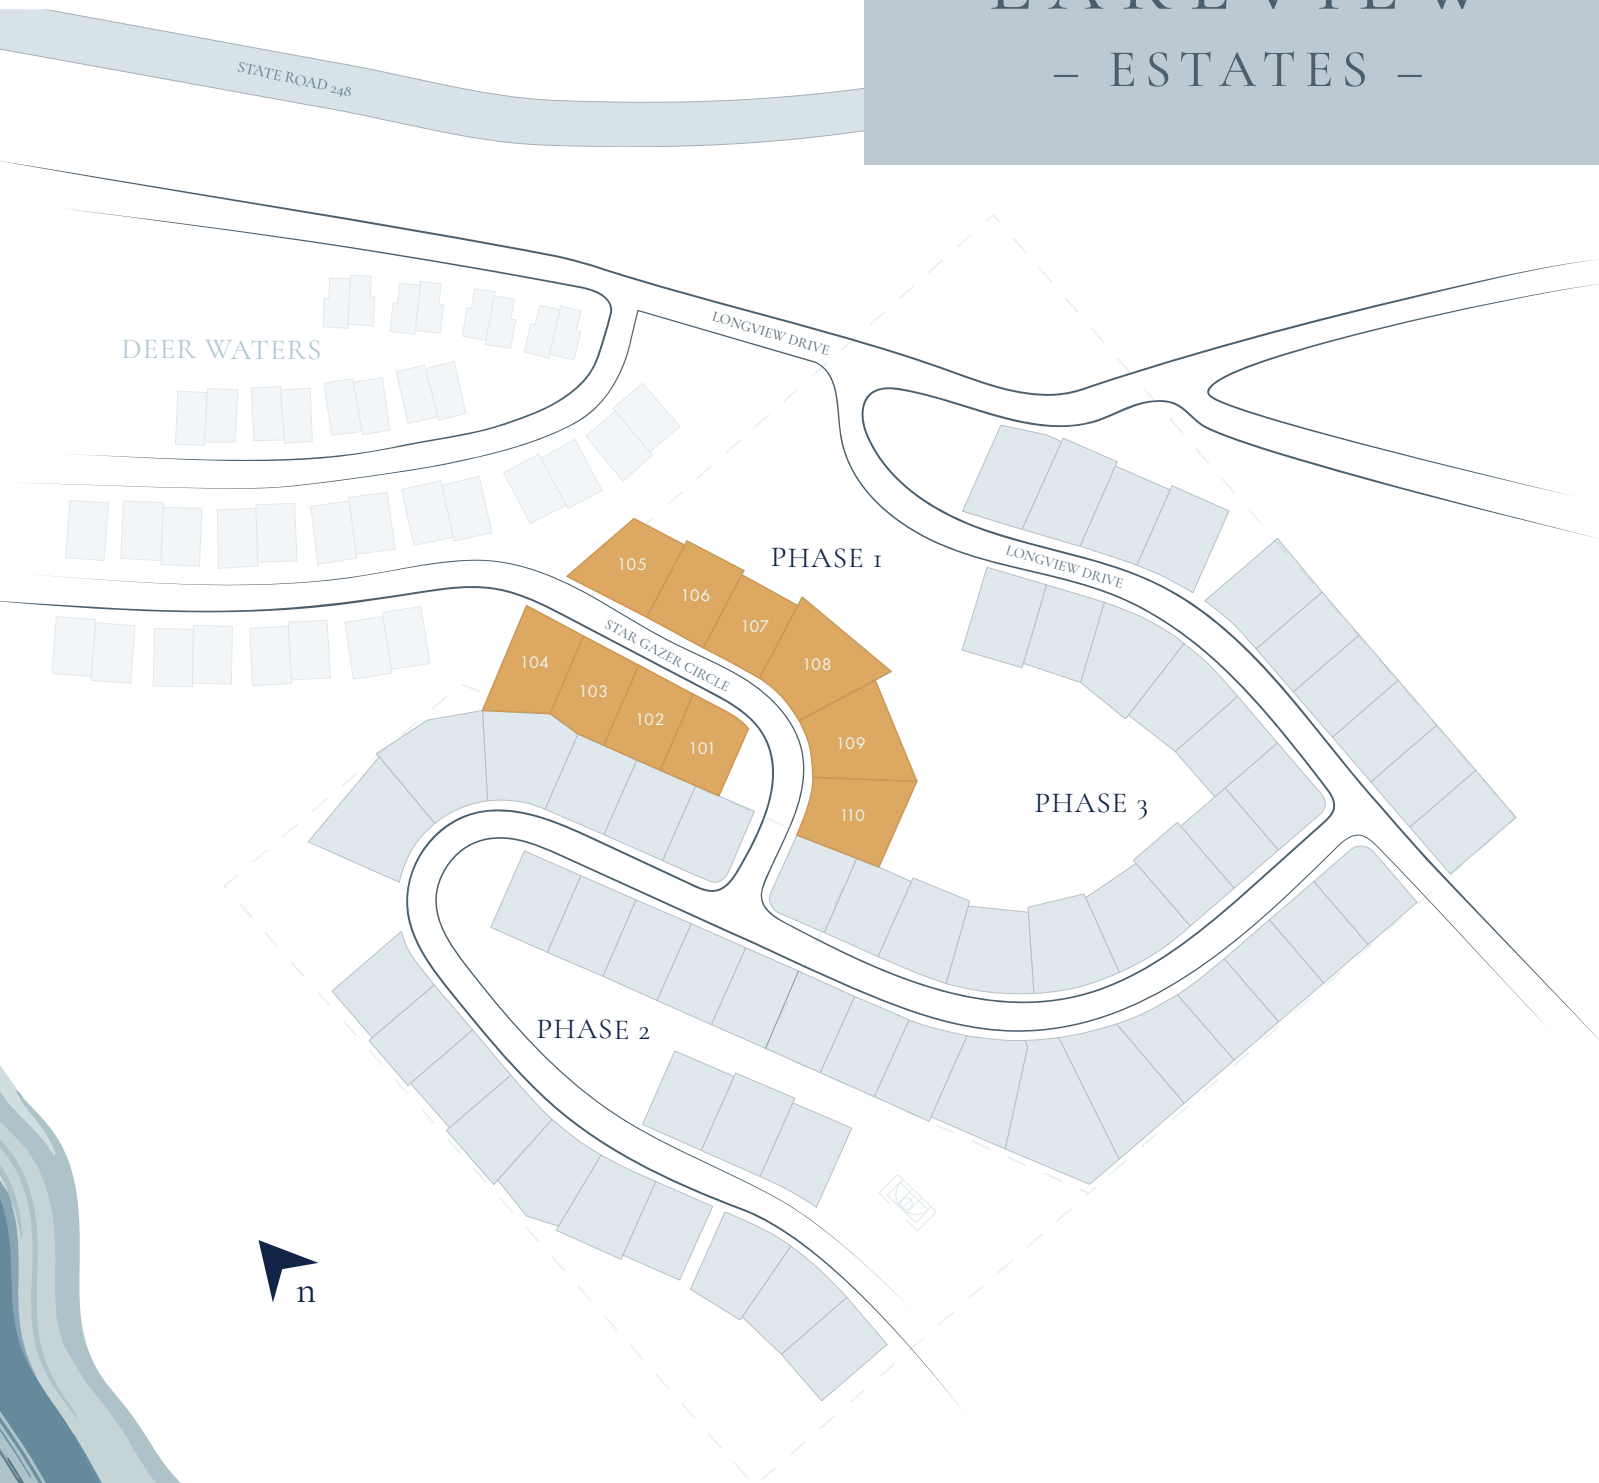 LAKEVIEW
– ESTATES –
STATE ROAD 248
LONGVIEW DRIVE
DEER WATERS
PHASE 1
LONGVIEW DRIVE
105
106
107
108
109
110
STAR GAZER CIRCLE
104
103
102
101
PHASE 3
PHASE 2
n